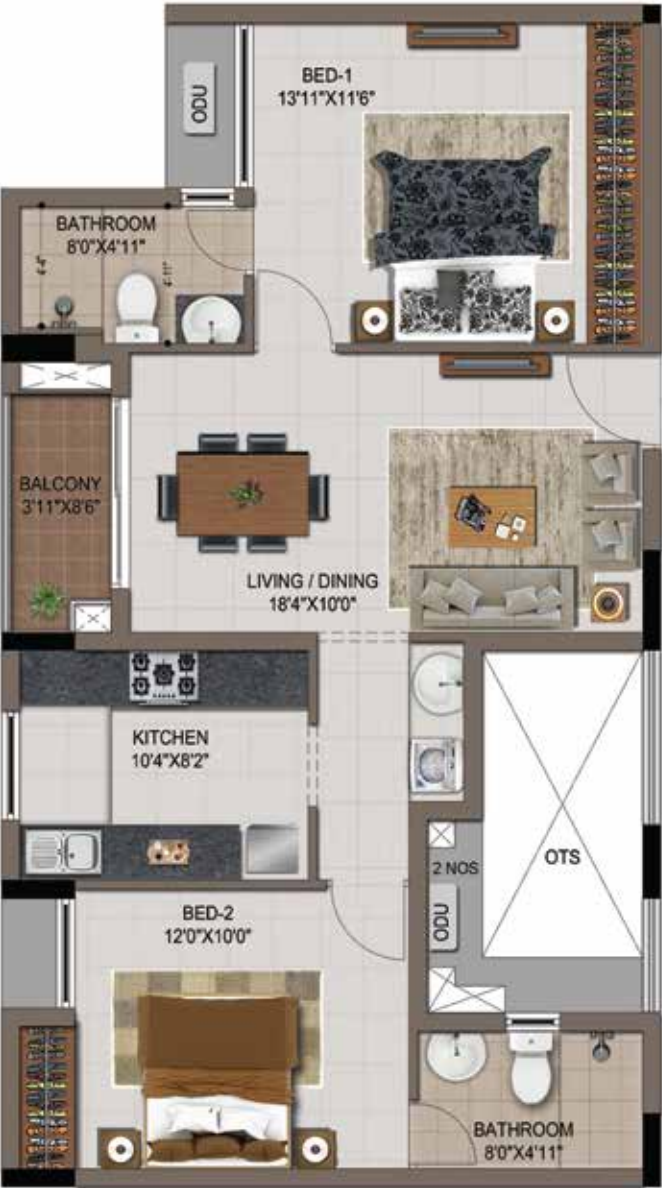 ODU
BED-1
13'11"X11'6"
BATHROOM
8'0"X4'11"
4'-11"
BALCONY
3'11"X8'6"
LIVING / DINING
18'4"X10'0"
KITCHEN
10'4"X8'2"
2 NOS
ODU
OTS
BED-2
12'0"X10'0"
BATHROOM
8'0"X4'11"